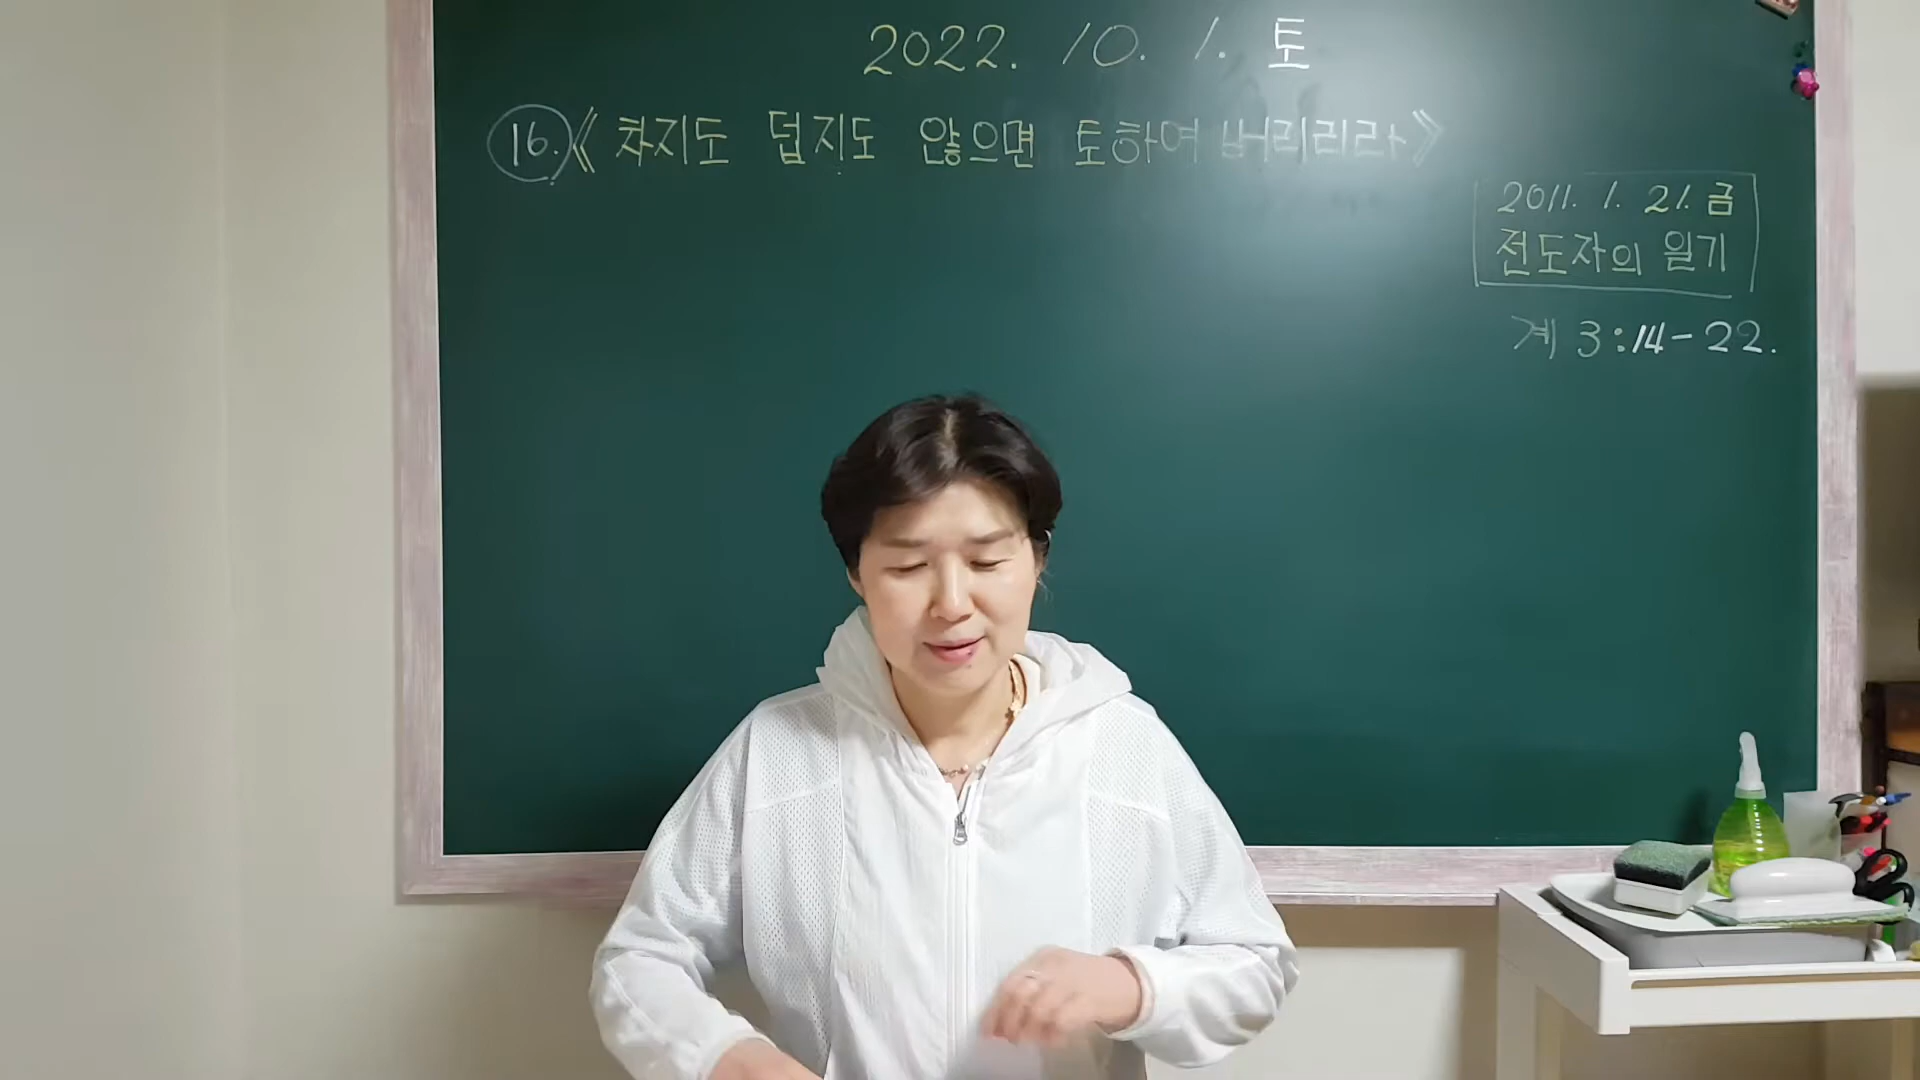 2022. 10. 1. 토
16. 《차지도 덥지도 않으면 토하여 버리리라》
2011. 1. 21. 금
전도자의 일기
계 3:14-22.